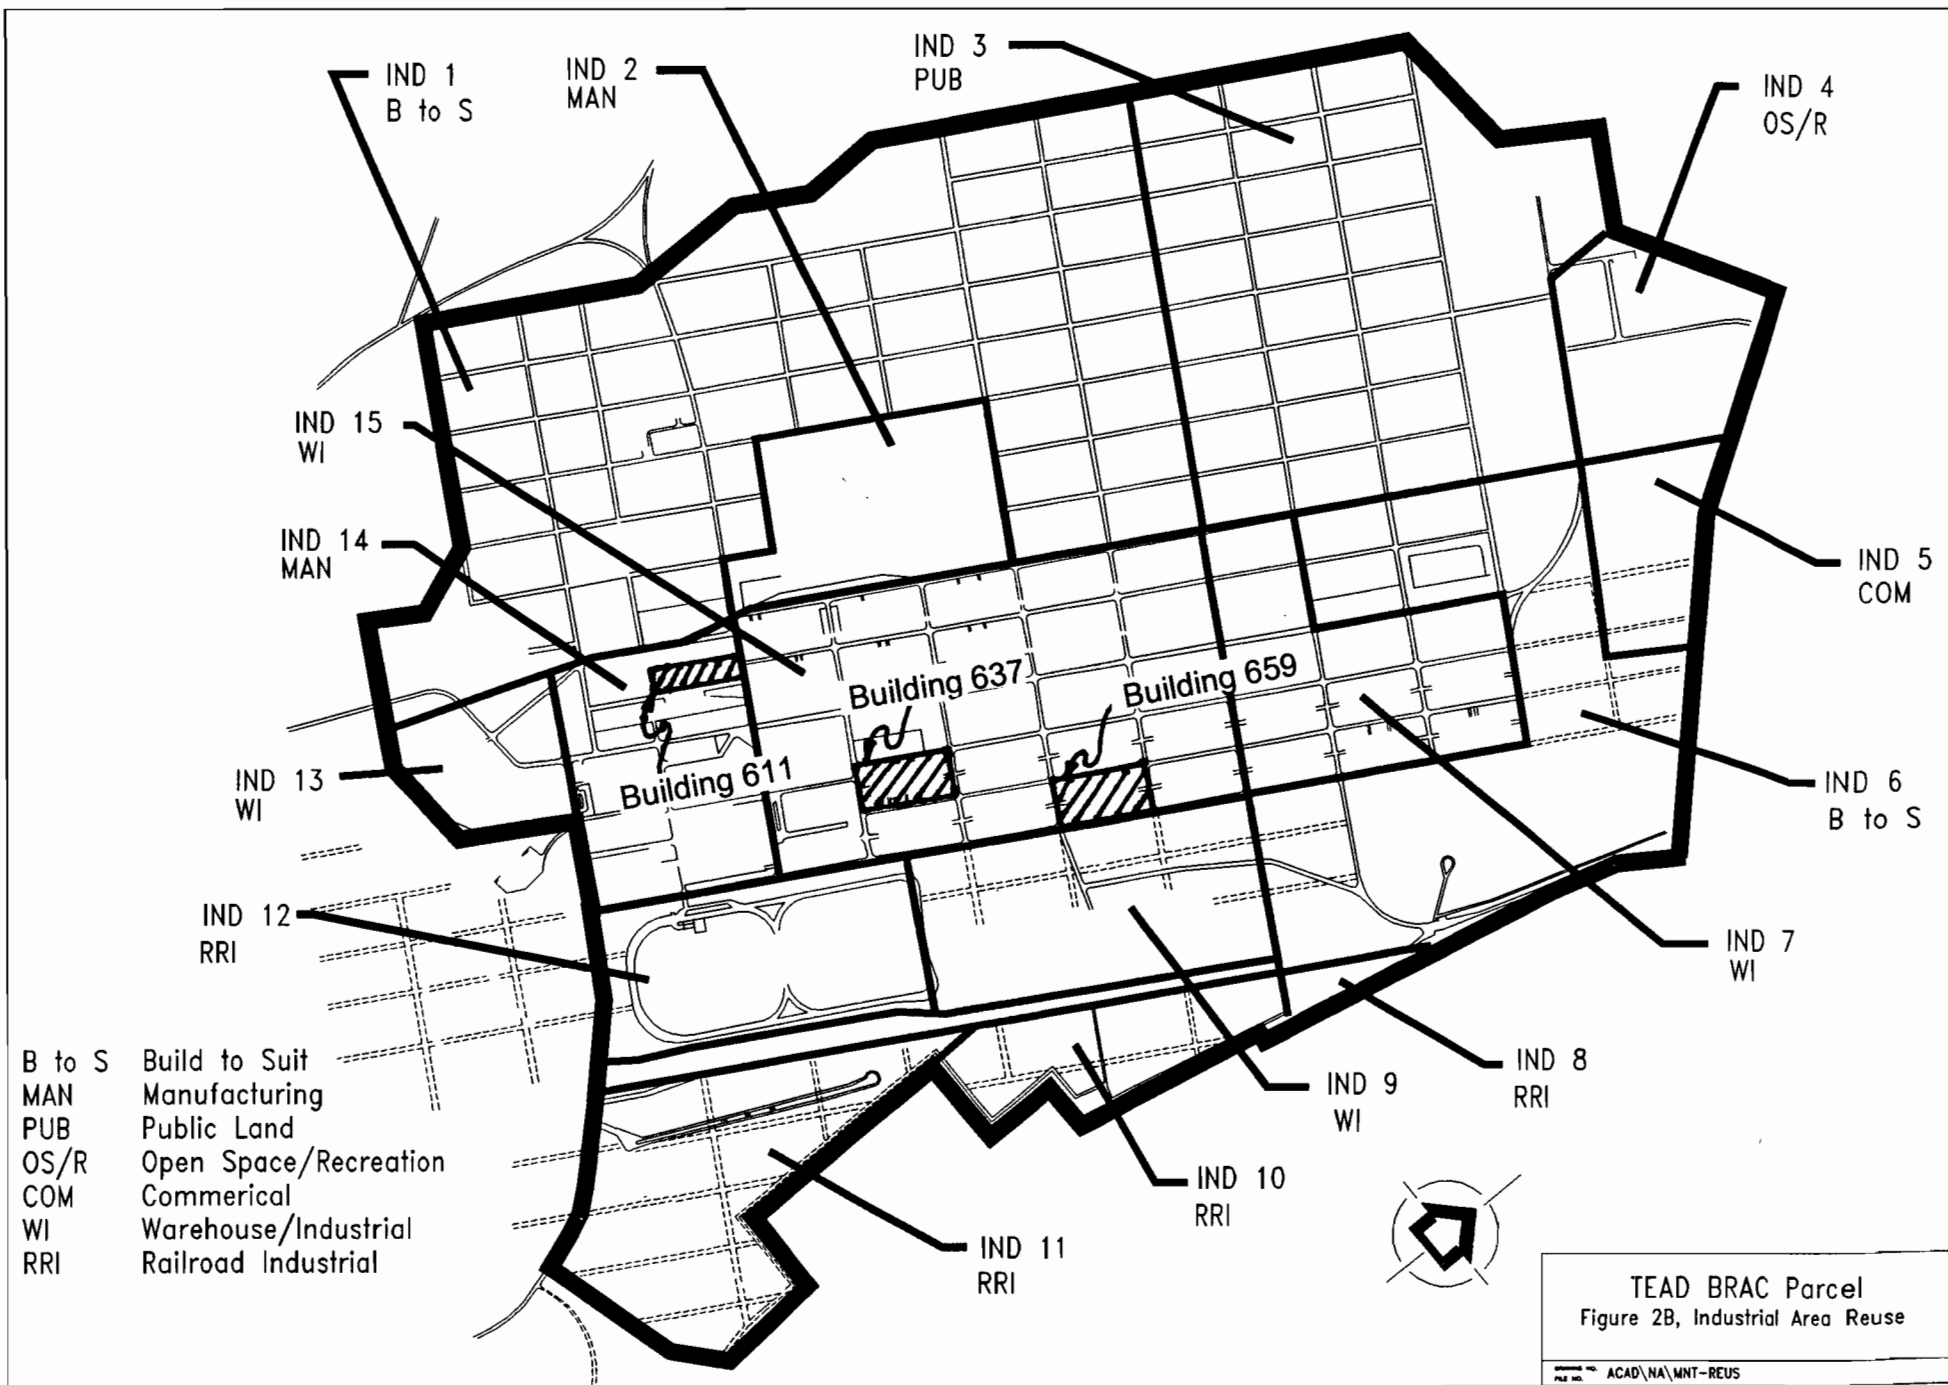 IND 1
B to S
IND 2
MAN
IND 3
PUB
IND 4
OS/R
IND 15
WI
IND 14
MAN
IND 5
COM
Building 637
Building 659
Building 611
IND 13
WI
IND 6
B to S
IND 12
RRI
IND 7
WI
IND 8
RRI
IND 9
WI
IND 10
RRI
IND 11
RRI
B to S Build to Suit
MAN Manufacturing
PUB Public Land
OS/R Open Space/Recreation
COM Commerical
WI Warehouse/Industrial
RRI Railroad Industrial
TEAD BRAC Parcel
Figure 2B, Industrial Area Reuse
DRAWING NO.
FILE NO. ACAD\NA\MNT-REUS